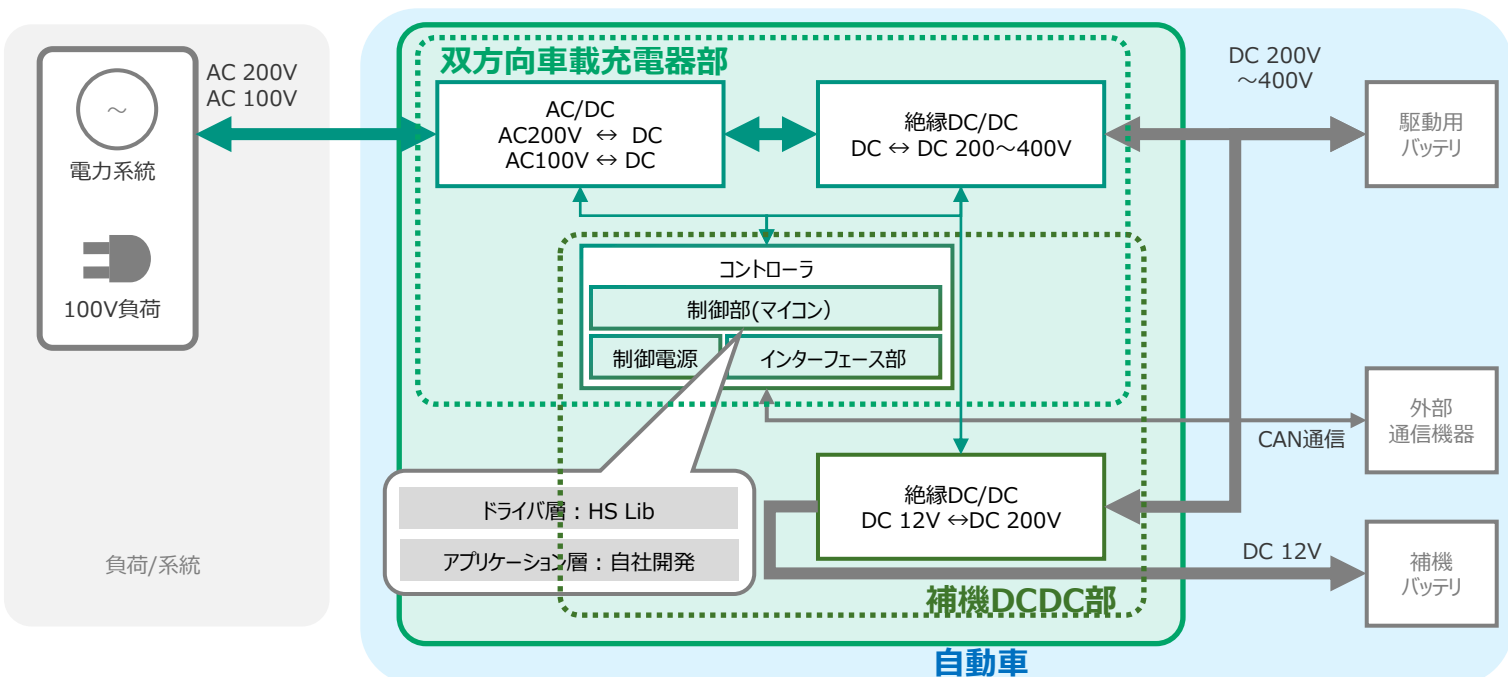 双方向車載充電器部
AC 200V
AC 100V
DC 200V
～400V
～
電力系統
100V負荷
AC/DC
AC200V ↔ DC
AC100V ↔ DC
絶縁DC/DC
DC ↔ DC 200～400V
駆動用
バッテリ
コントローラ
制御部(マイコン）
制御電源
インターフェース部
外部
通信機器
CAN通信
ドライバ層：HS Lib
アプリケーション層：自社開発
絶縁DC/DC
DC 12V ↔DC 200V
DC 12V
補機
バッテリ
負荷/系統
補機DCDC部
自動車